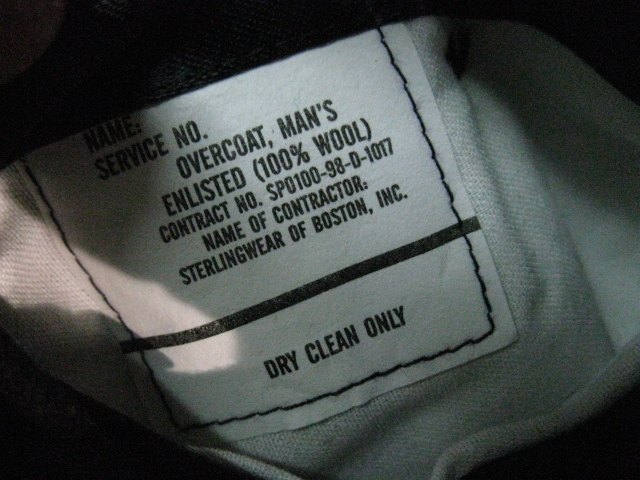 NAME:
SERVICE NO.
OVERCOAT, MAN'S
ENLISTED (100% WOOL)
CONTRACT NO. SP0100-98-D-1017
NAME OF CONTRACTOR:
STERLINGWEAR OF BOSTON, INC.
DRY CLEAN ONLY